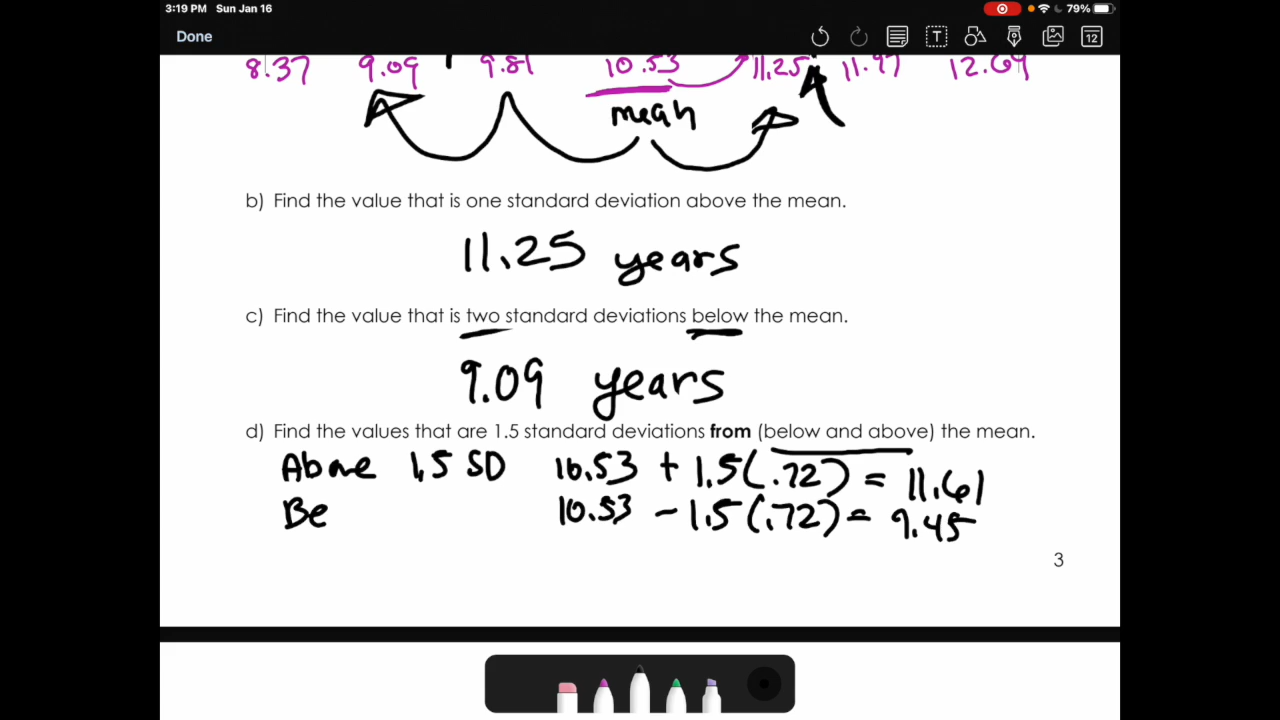 3:19 PM Sun Jan 16 79%
Done T 12
8.37 9.09 9.81 10.53 11.25 11.97 12.69
mean
b) Find the value that is one standard deviation above the mean.
11.25 years
c) Find the value that is two standard deviations below the mean.
9.09 years
d) Find the values that are 1.5 standard deviations from (below and above) the mean.
Above 1.5 SD 10.53 + 1.5(.72) = 11.61
Be 10.53 - 1.5(.72) = 9.45
3